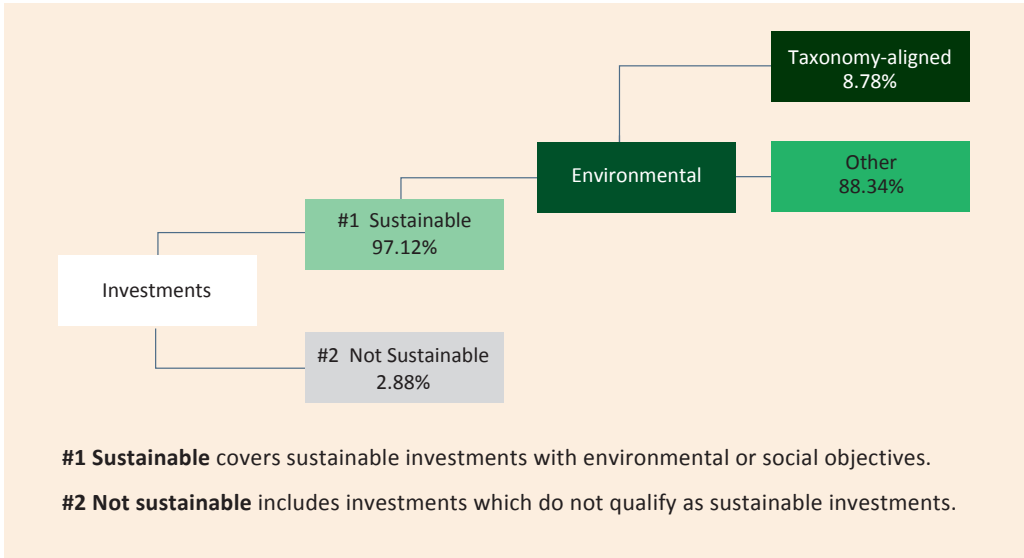 Taxonomy-aligned
8.78%
Environmental
Other
88.34%
#1 Sustainable
97.12%
Investments
#2 Not Sustainable
2.88%
#1 Sustainable covers sustainable investments with environmental or social objectives.
#2 Not sustainable includes investments which do not qualify as sustainable investments.